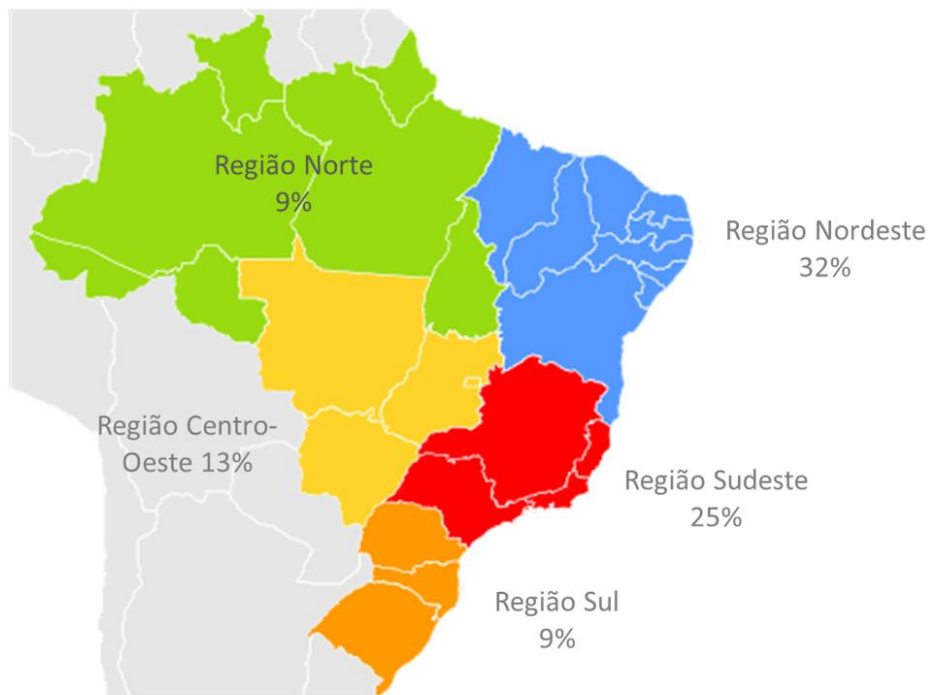 Região Norte
9%
Região Nordeste
32%
Região Centro-
Oeste 13%
Região Sudeste
25%
Região Sul
9%